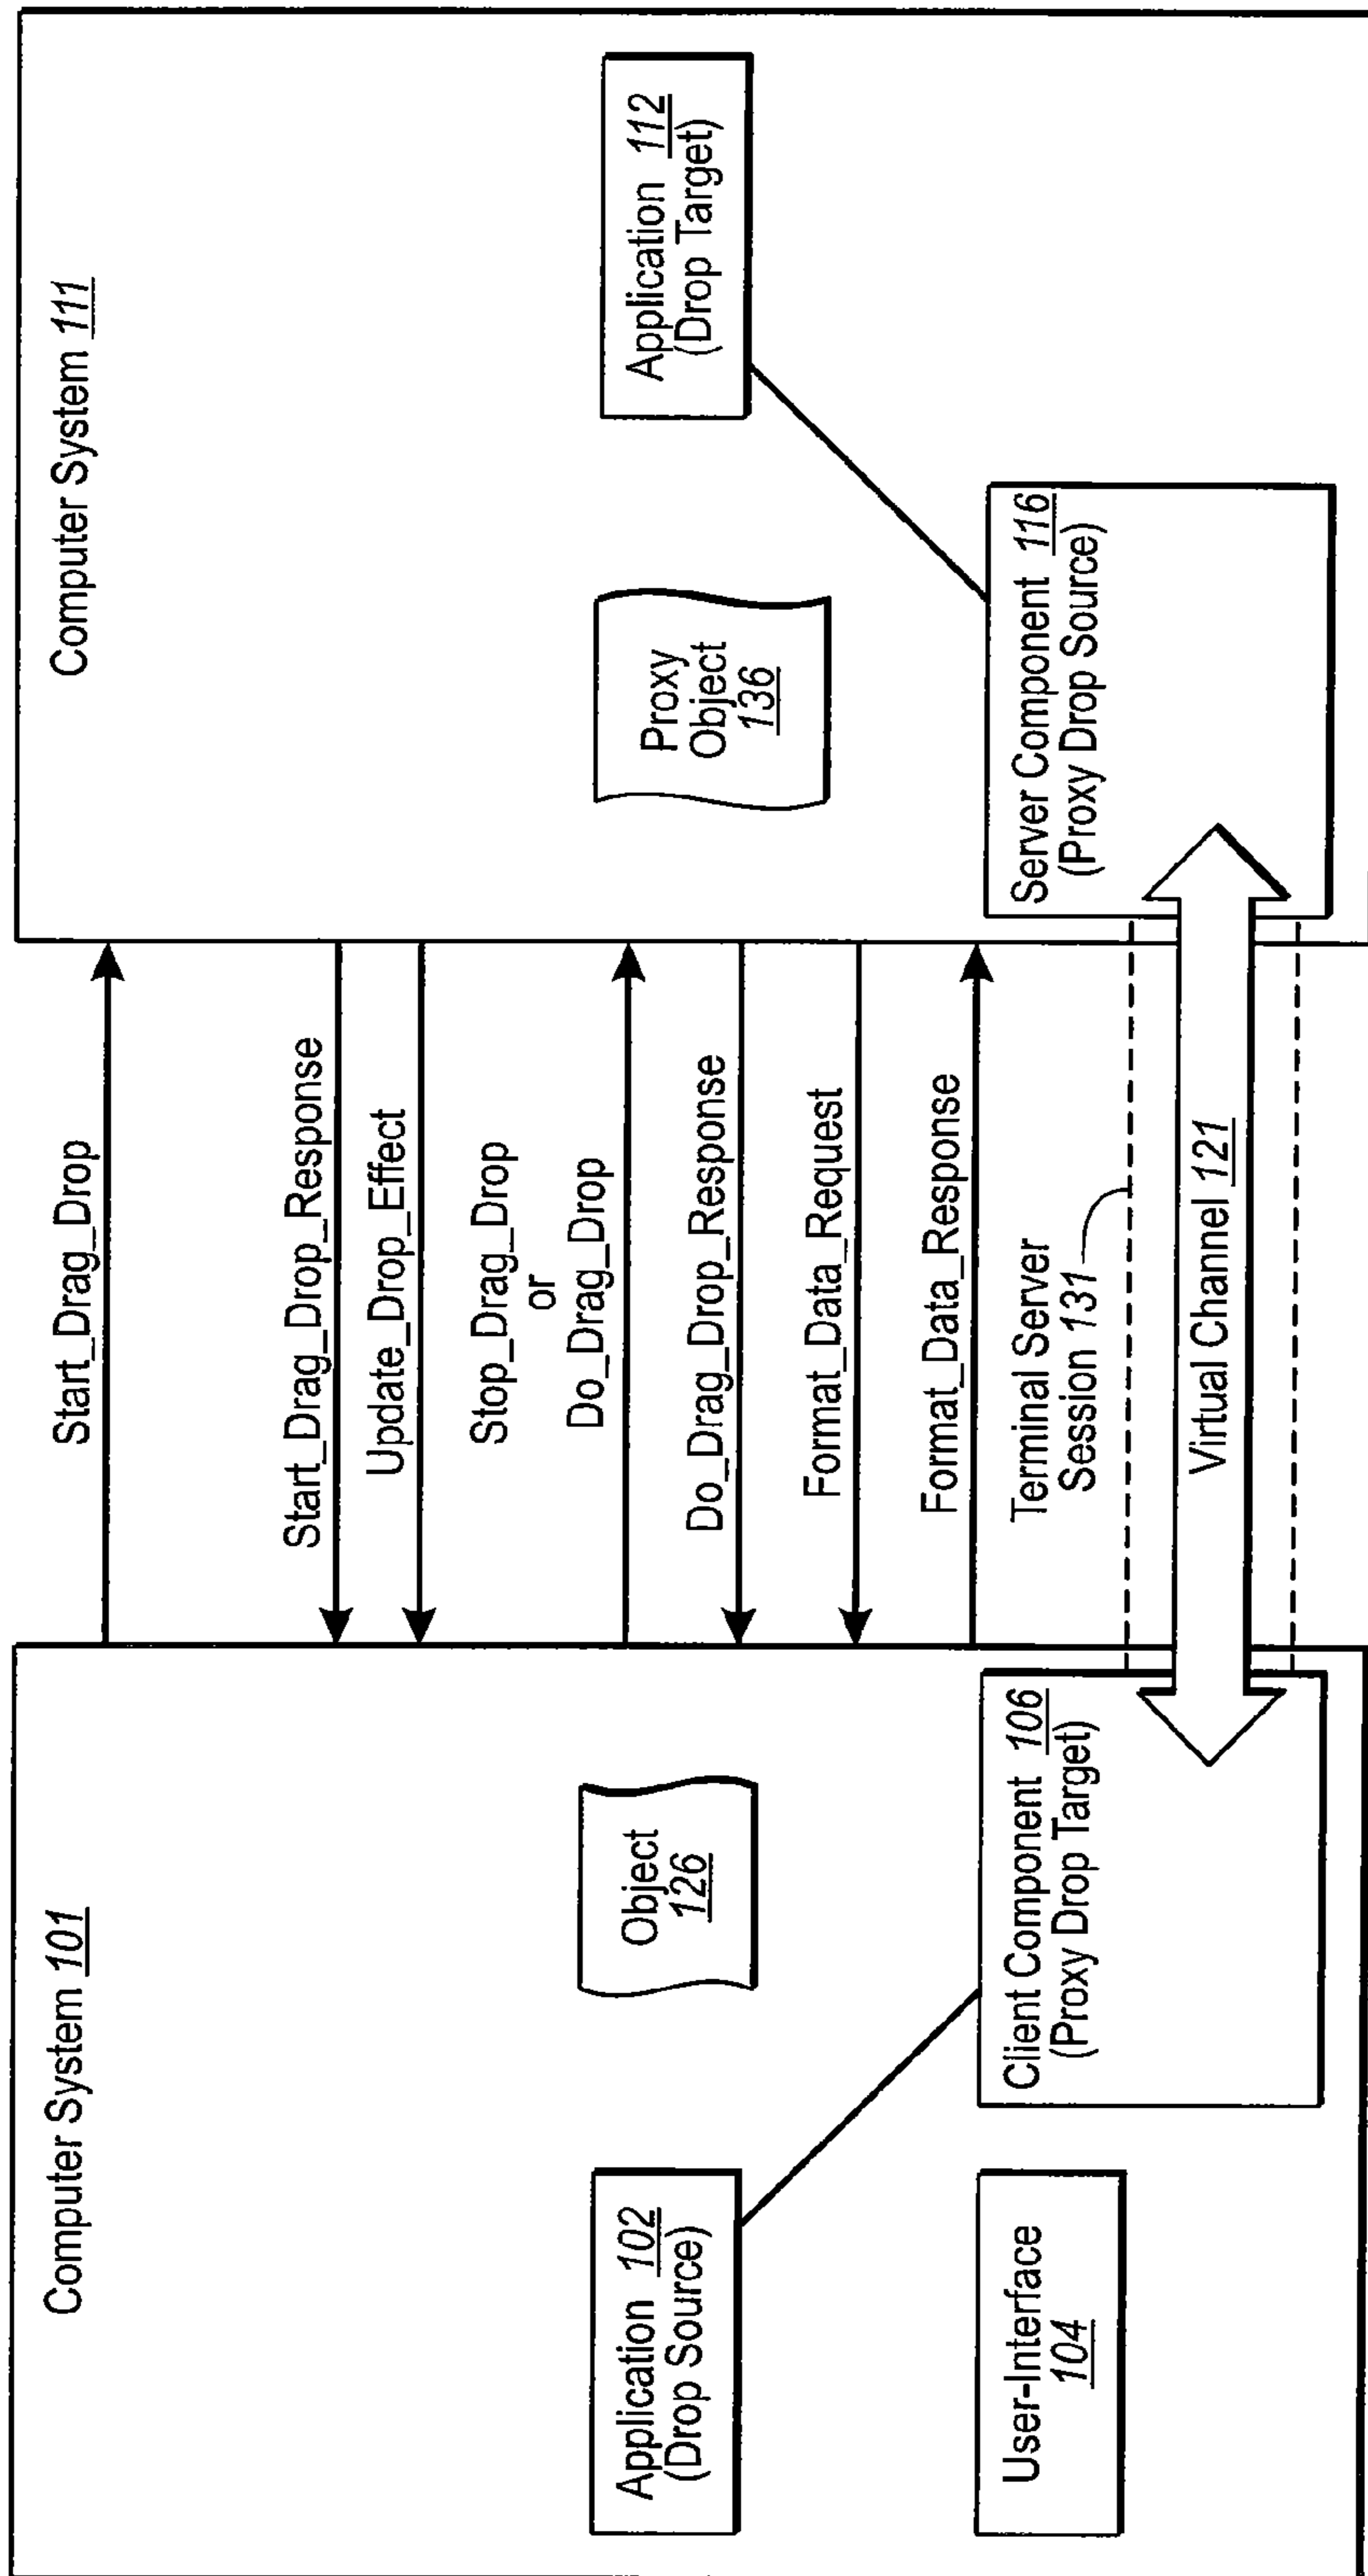 Computer System 101
Application 102
(Drop Source)
Object
126
User-Interface
104
Client Component 106
(Proxy Drop Target)
Start_Drag_Drop
Start_Drag_Drop_Response
Update_Drop_Effect
Stop_Drag_Drop
or
Do_Drag_Drop
Do_Drag_Drop_Response
Format_Data_Request
Format_Data_Response
Terminal Server
Session 131
Virtual Channel 121
Computer System 111
Proxy
Object
136
Application 112
(Drop Target)
Server Component 116
(Proxy Drop Source)